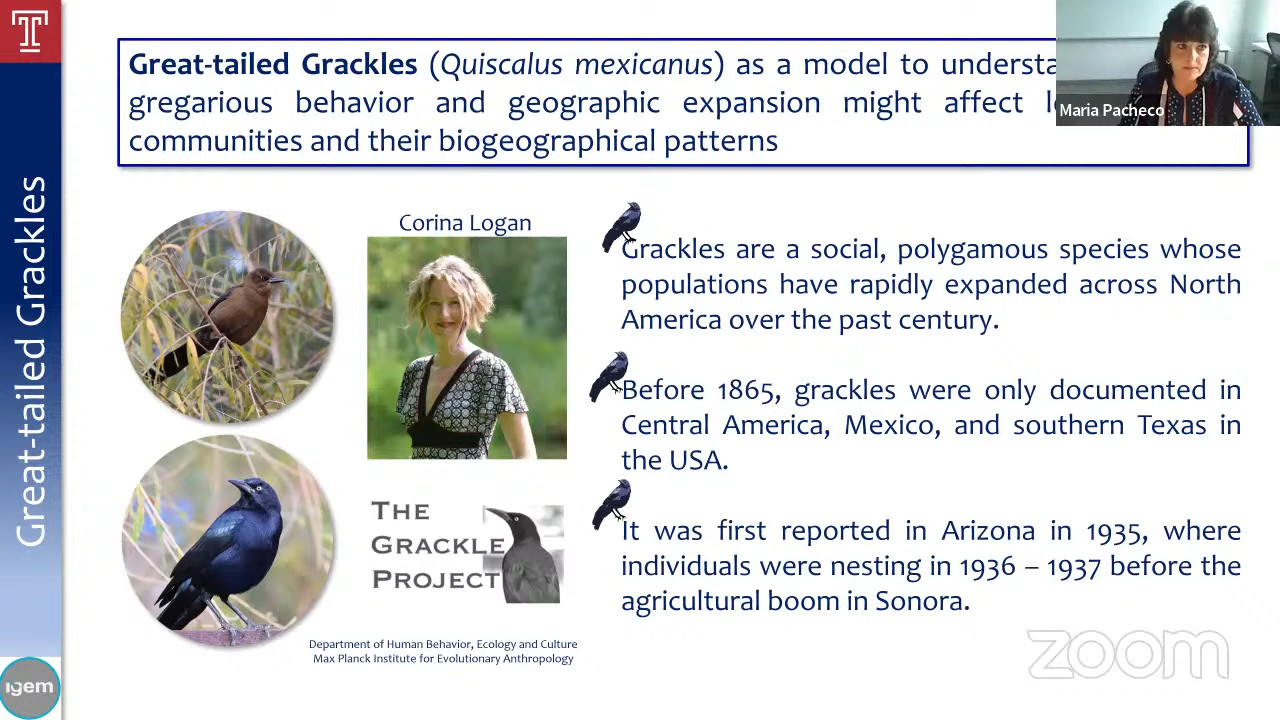 Great-tailed Grackles (Quiscalus mexicanus) as a model to understa
gregarious behavior and geographic expansion might affect
communities and their biogeographical patterns
Maria Pacheco
Great-tailed Grackles
Corina Logan
THE
GRACKLE
PROJECT
Department of Human Behavior, Ecology and Culture
Max Planck Institute for Evolutionary Anthropology
Grackles are a social, polygamous species whose
populations have rapidly expanded across North
America over the past century.
Before 1865, grackles were only documented in
Central America, Mexico, and southern Texas in
the USA.
It was first reported in Arizona in 1935, where
individuals were nesting in 1936 – 1937 before the
agricultural boom in Sonora.
zoom
igem
T